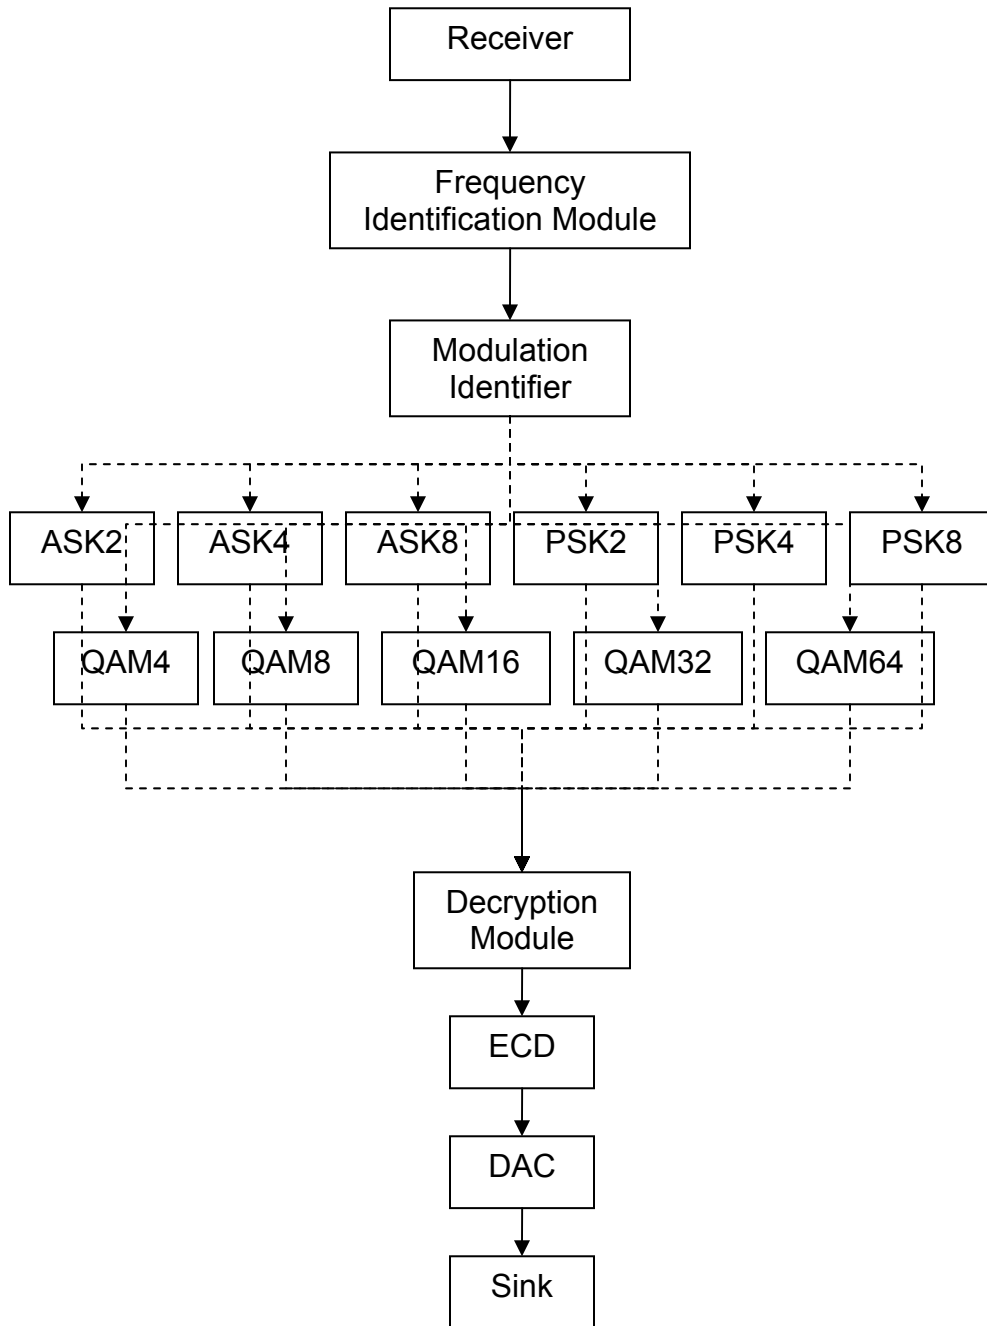 Receiver
Frequency
Identification Module
Modulation
Identifier
ASK2
ASK4
ASK8
PSK2
PSK4
PSK8
QAM4
QAM8
QAM16
QAM32
QAM64
Decryption
Module
ECD
DAC
Sink